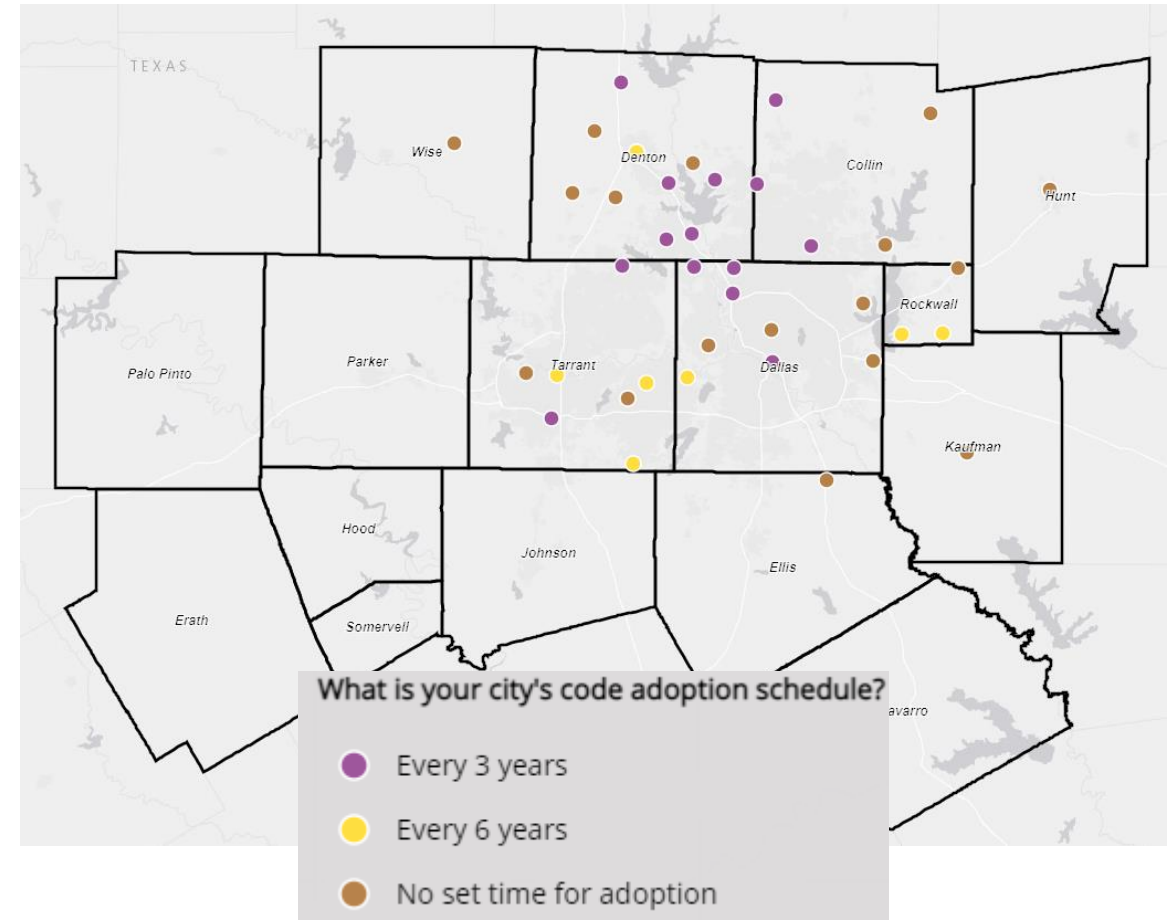 TEXAS
Wise
Denton
Collin
Hunt
Rockwall
Palo Pinto
Parker
Tarrant
Dallas
Kaufman
Hood
Johnson
Ellis
Erath
Somervell
avarro
What is your city's code adoption schedule?
Every 3 years
Every 6 years
No set time for adoption